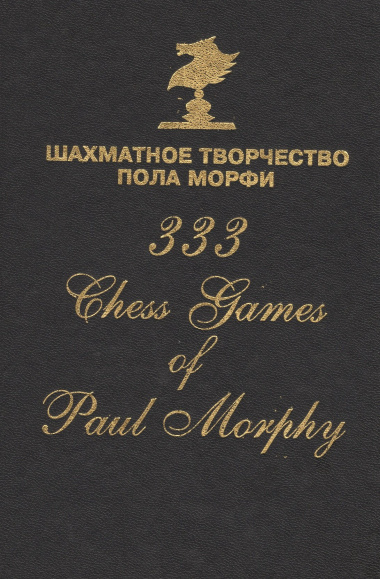 ШАХМАТНОЕ ТВОРЧЕСТВО
ПОЛА МОРФИ
333
Chess Games
of
Paul Morphy